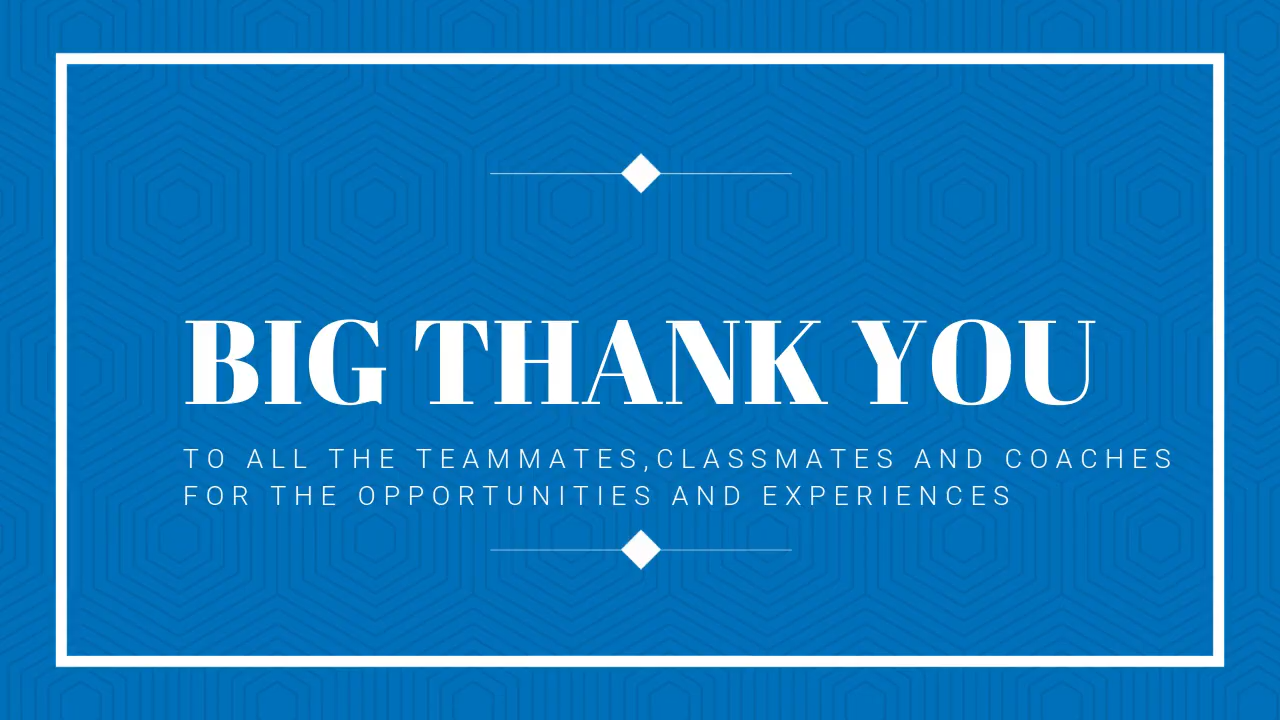 BIG THANK YOU
TO ALL THE TEAMMATES,CLASSMATES AND COACHES
FOR THE OPPORTUNITIES AND EXPERIENCES